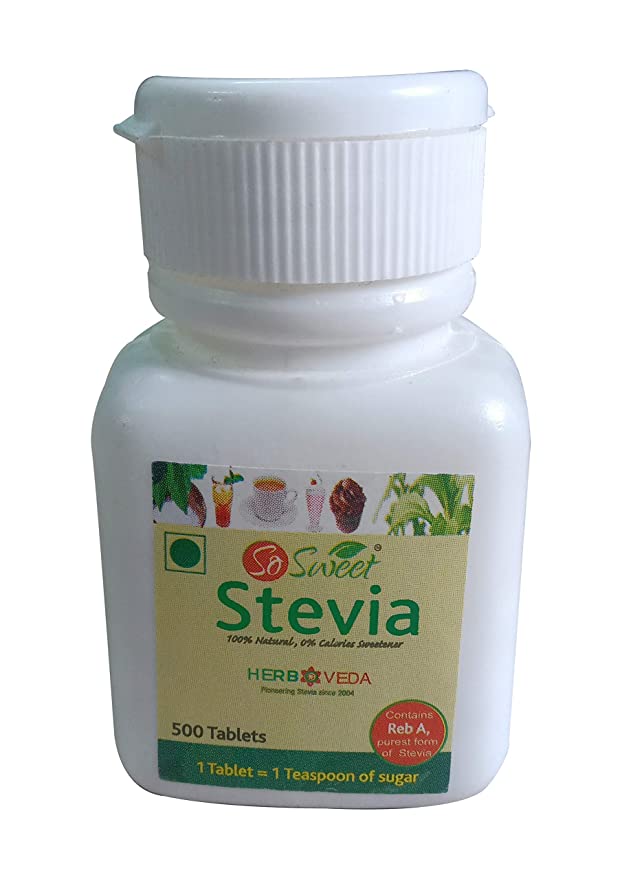 So Sweet
Stevia
100% Natural, 0% Calories Sweetener
HERBOVEDA
Pioneering Stevia since 2004
500 Tablets
Contains
Reb A,
purest form
of Stevia
1 Tablet = 1 Teaspoon of sugar